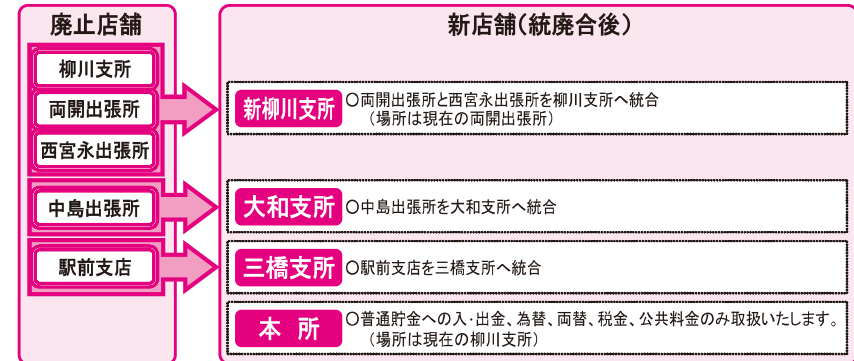 廃止店舗
柳川支所
両開出張所
西宮永出張所
中島出張所
駅前支店
新店舗(統廃合後)
新柳川支所
○両開出張所と西宮永出張所を柳川支所へ統合
(場所は現在の両開出張所)
大和支所
○中島出張所を大和支所へ統合
三橋支所
○駅前支店を三橋支所へ統合
本 所
○普通貯金への入・出金、為替、両替、税金、公共料金のみ取扱いたします。
(場所は現在の柳川支所)